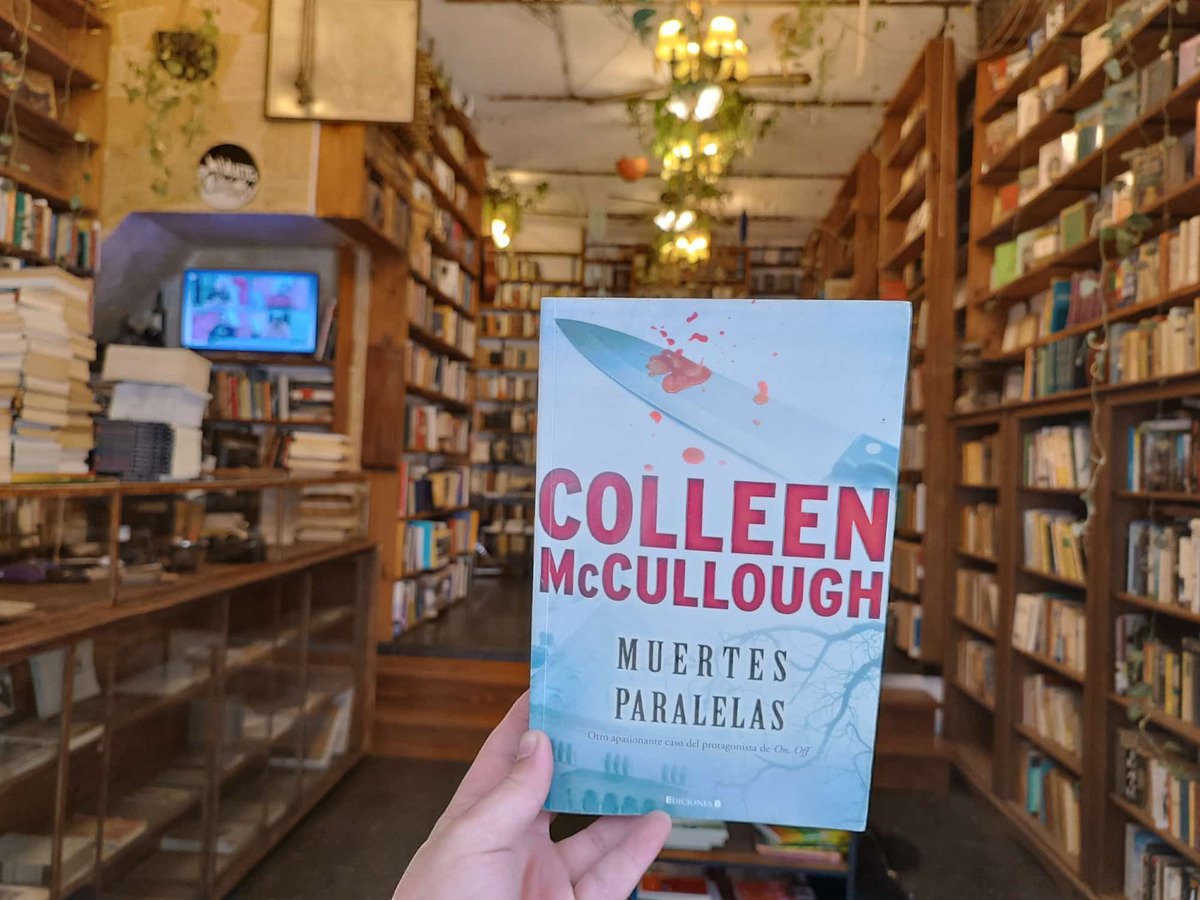 COLLEEN
McCULLOUGH
MUERTES
PARALELAS
Otro apasionante caso del protagonista de On, Off
EDICIONES B